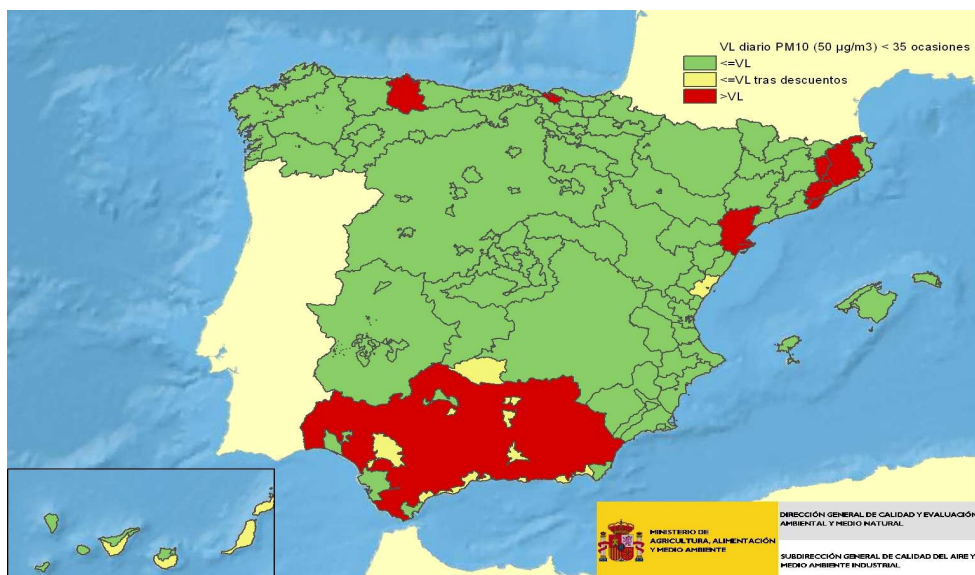 VL diario PM10 (50 µg/m3) < 35 ocasiones
<=VL
<=VL tras descuentos
>VL
MINISTERIO DE
AGRICULTURA, ALIMENTACIÓN
Y MEDIO AMBIENTE
DIRECCIÓN GENERAL DE CALIDAD Y EVALUACIÓN
AMBIENTAL Y MEDIO NATURAL
SUBDIRECCIÓN GENERAL DE CALIDAD DEL AIRE Y
MEDIO AMBIENTE INDUSTRIAL